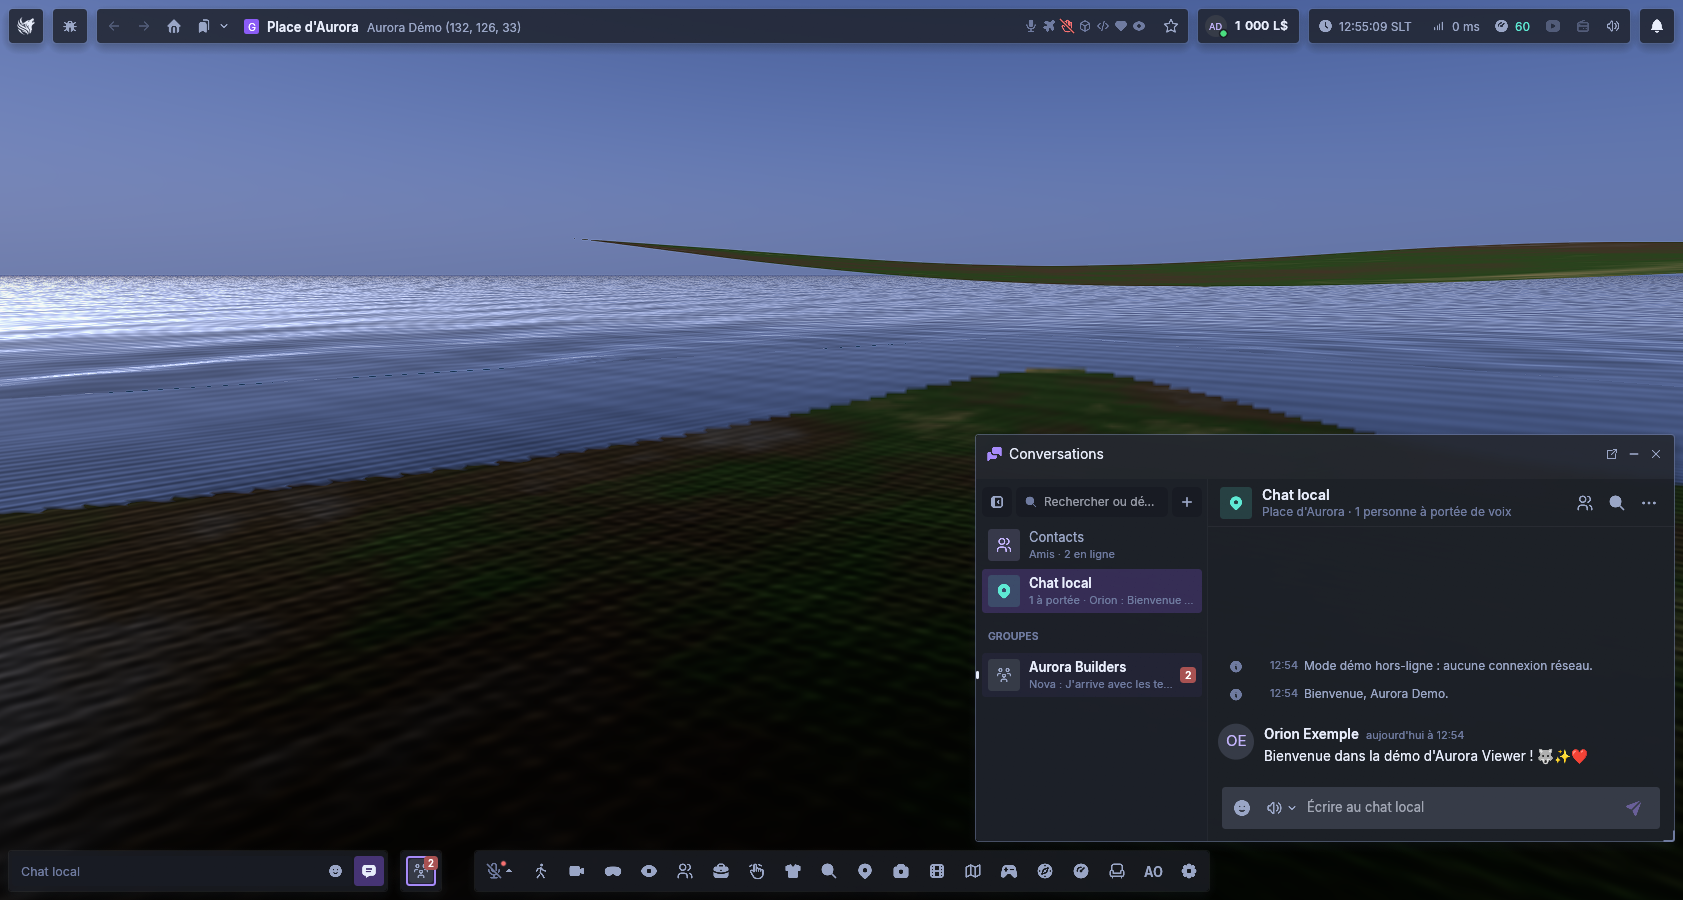 G Place d'Aurora Aurora Démo (132, 126, 33)
AD 1 000 L$
12:55:09 SLT 0 ms 60
Conversations
Rechercher ou dé...
Contacts
Amis · 2 en ligne
Chat local
1 à portée · Orion : Bienvenue ...
GROUPES
Aurora Builders
Nova : J'arrive avec les te...
2
Chat local
Place d'Aurora · 1 personne à portée de voix
12:54 Mode démo hors-ligne : aucune connexion réseau.
12:54 Bienvenue, Aurora Demo.
OE
Orion Exemple aujourd'hui à 12:54
Bienvenue dans la démo d'Aurora Viewer ! 🐺✨❤️
Écrire au chat local
Chat local
2
AO